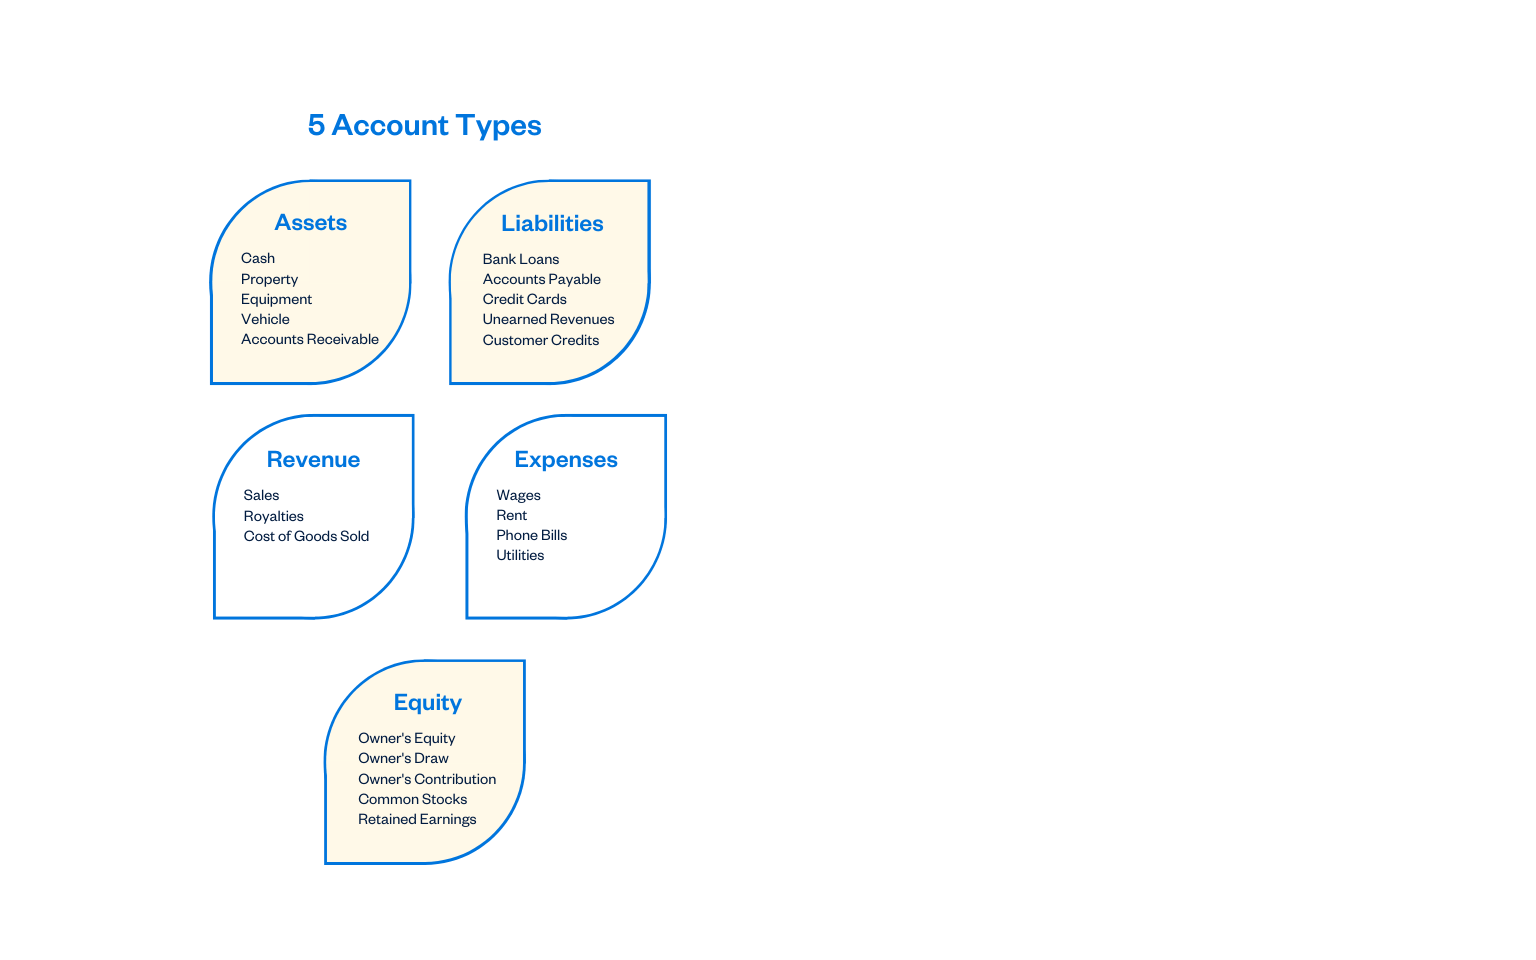 5 Account Types
Assets
Cash
Property
Equipment
Vehicle
Accounts Receivable
Liabilities
Bank Loans
Accounts Payable
Credit Cards
Unearned Revenues
Customer Credits
Revenue
Sales
Royalties
Cost of Goods Sold
Expenses
Wages
Rent
Phone Bills
Utilities
Equity
Owner's Equity
Owner's Draw
Owner's Contribution
Common Stocks
Retained Earnings